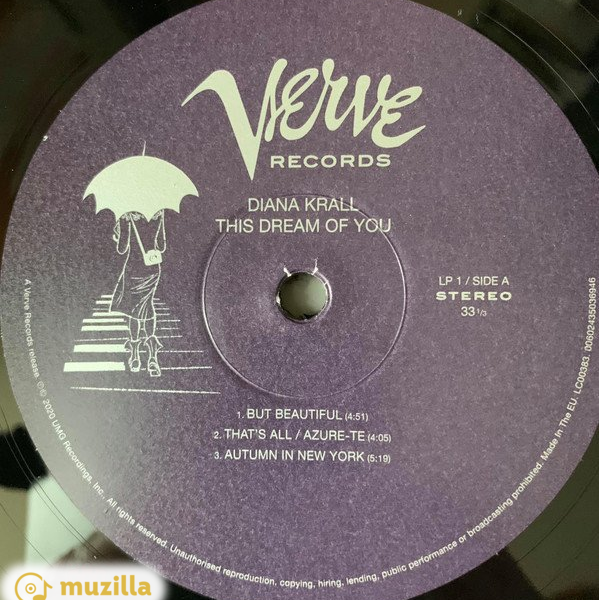 Verve
RECORDS
DIANA KRALL
THIS DREAM OF YOU
LP 1 / SIDE A
STEREO
33 1/3
1. BUT BEAUTIFUL (4:51)
2. THAT'S ALL / AZURE-TE (4:05)
3. AUTUMN IN NEW YORK (5:19)
A Verve Records release. ℗© 2020 UMG Recordings, Inc. All rights reserved. Unauthorised reproduction, copying, hiring, lending, public performance or broadcasting prohibited. Made In The EU. LC00383. 00602435036946
muzilla